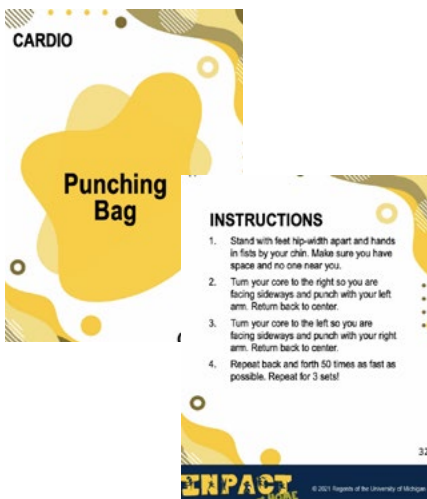 CARDIO
Punching
Bag
INSTRUCTIONS
1. Stand with feet hip-width apart and hands
in fists by your chin. Make sure you have
space and no one near you.
2. Turn your core to the right so you are
facing sideways and punch with your left
arm. Return back to center.
3. Turn your core to the left so you are
facing sideways and punch with your right
arm. Return back to center.
4. Repeat back and forth 50 times as fast as
possible. Repeat for 3 sets!
32
INPACT
© 2021 Regents of the University of Michigan